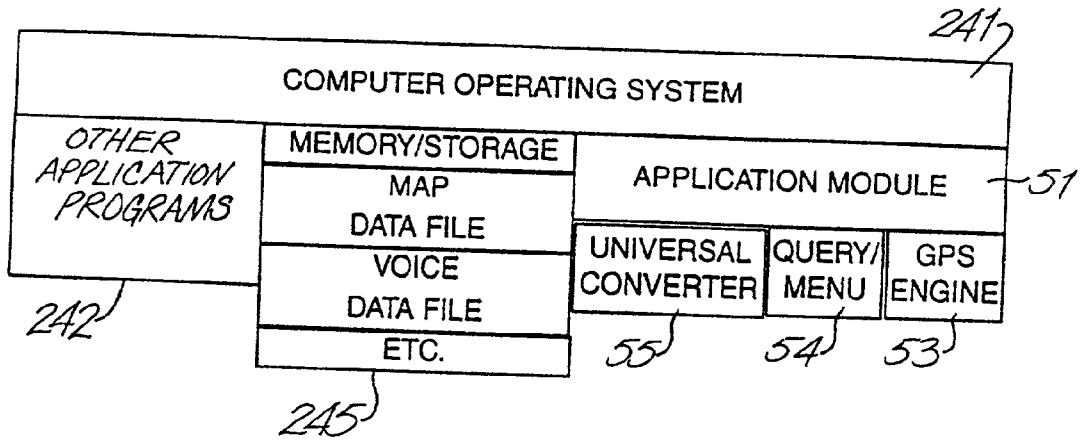 241
COMPUTER OPERATING SYSTEM
OTHER
APPLICATION
PROGRAMS
MEMORY/STORAGE
MAP
DATA FILE
VOICE
DATA FILE
ETC.
APPLICATION MODULE
51
UNIVERSAL
CONVERTER
QUERY/
MENU
GPS
ENGINE
242
245
55
54
53